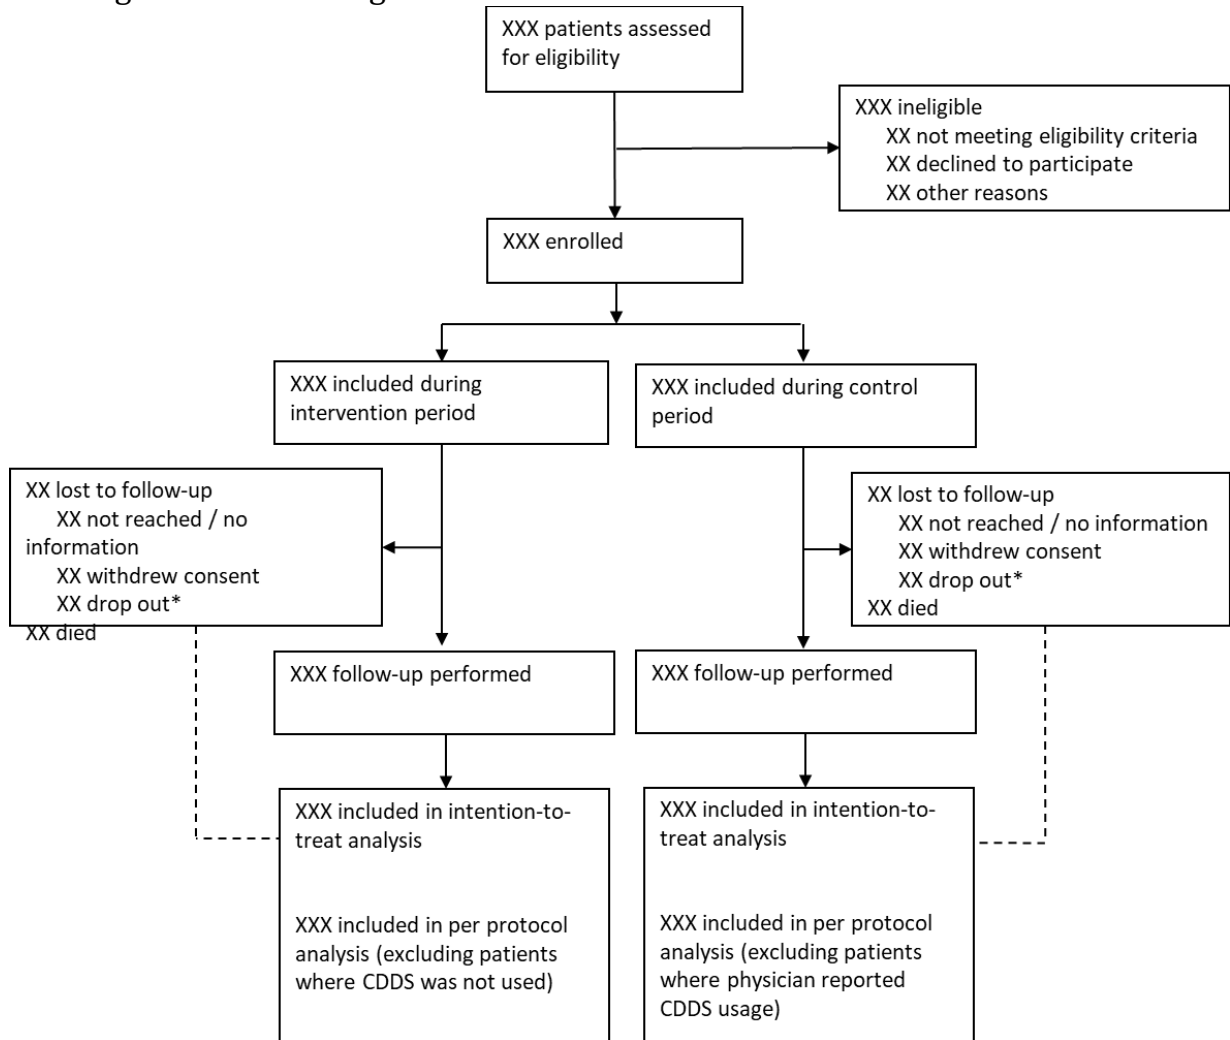 XXX patients assessed
for eligibility
XXX ineligible
XX not meeting eligibility criteria
XX declined to participate
XX other reasons
XXX enrolled
XXX included during
intervention period
XXX included during control
period
XX lost to follow-up
XX not reached / no
information
XX withdrew consent
XX drop out*
XX died
XX lost to follow-up
XX not reached / no information
XX withdrew consent
XX drop out*
XX died
XXX follow-up performed
XXX follow-up performed
XXX included in intention-to-
treat analysis
XXX included in per protocol
analysis (excluding patients
where CDDS was not used)
XXX included in intention-to-
treat analysis
XXX included in per protocol
analysis (excluding patients
where physician reported
CDDS usage)